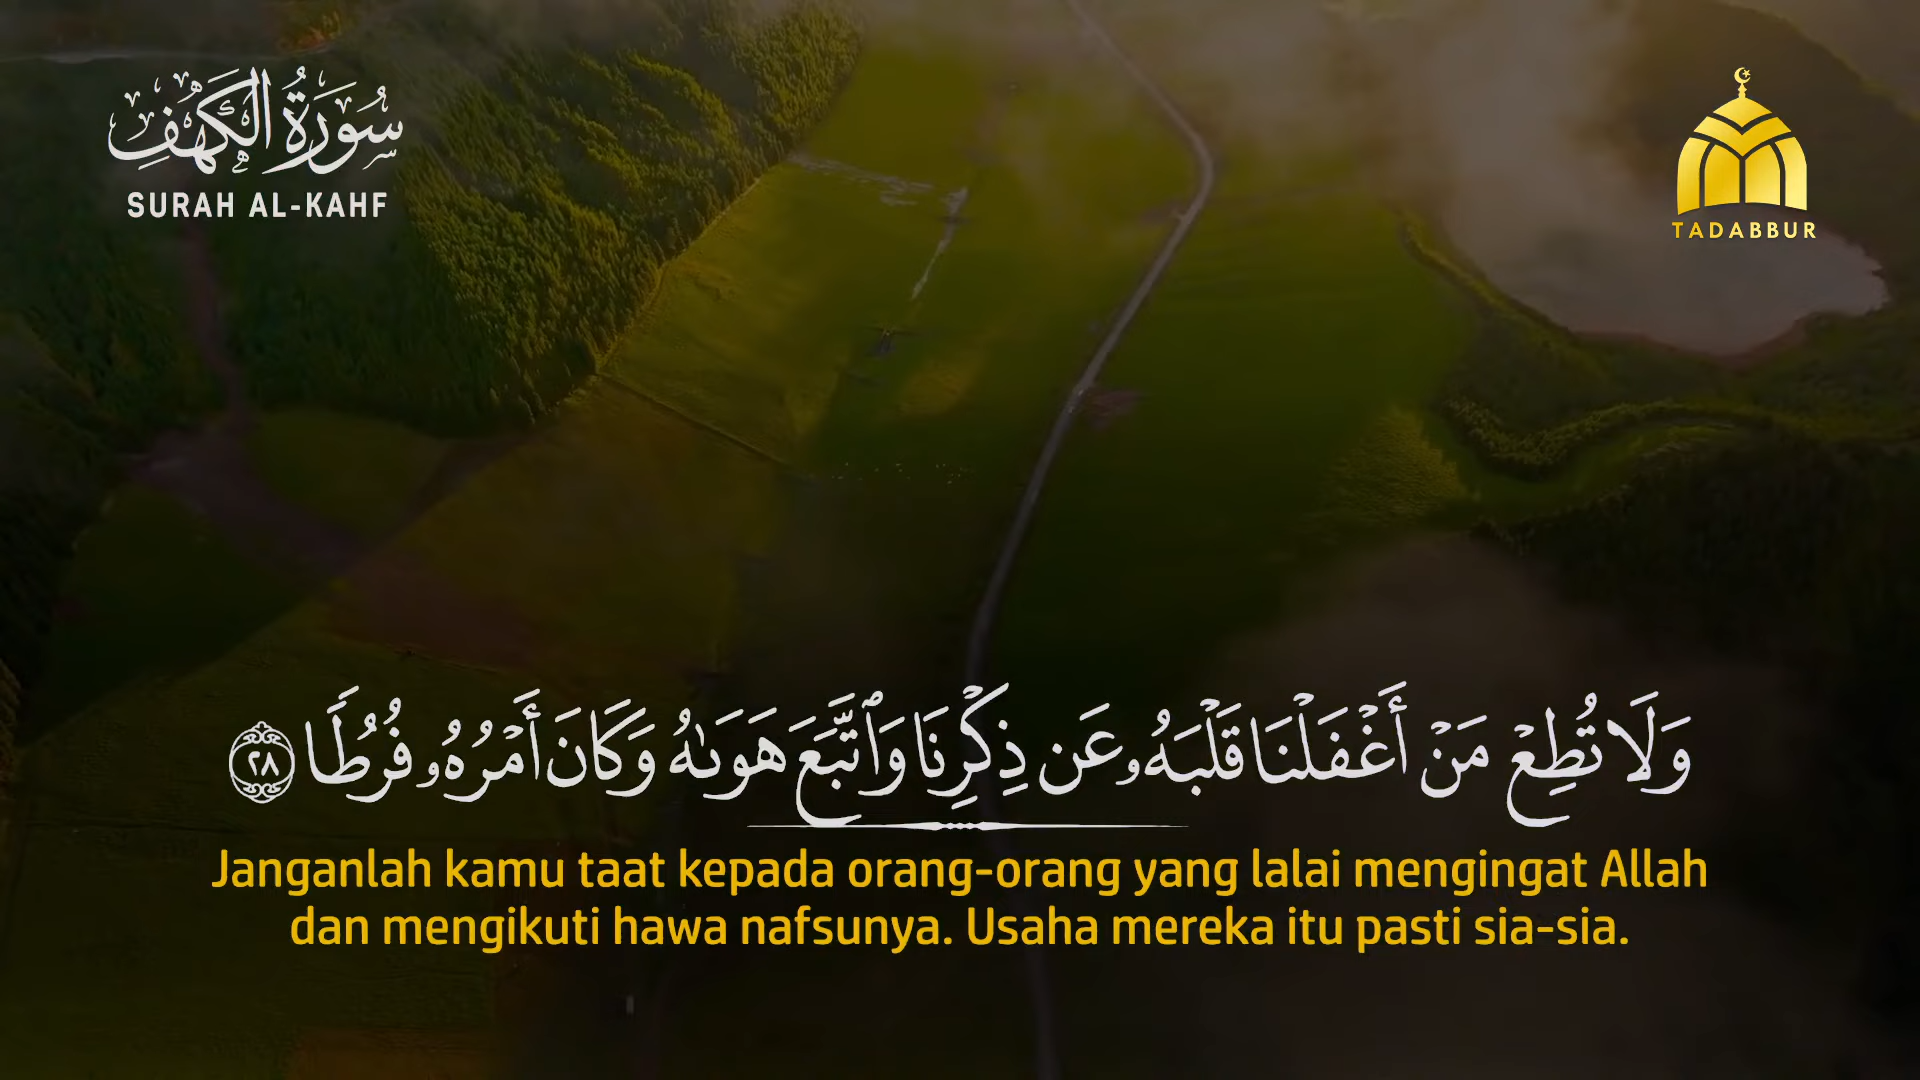 سُورَةُ الكَهْفِ
SURAH AL-KAHF
TADABBUR
وَلَا تُطِعْ مَنْ أَغْفَلْنَا قَلْبَهُۥ عَن ذِكْرِنَا وَٱتَّبَعَ هَوَىٰهُ وَكَانَ أَمْرُهُۥ فُرُطًا ٢٨
Janganlah kamu taat kepada orang-orang yang lalai mengingat Allah
dan mengikuti hawa nafsunya. Usaha mereka itu pasti sia-sia.